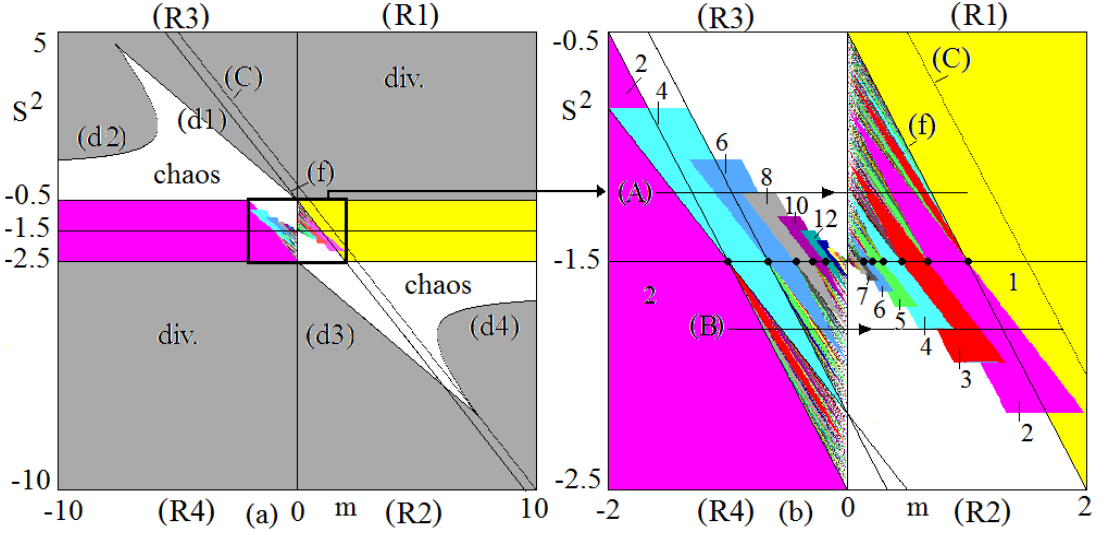 (R3) (R1)
5
(C)
div.
S2
(d2)
(d1)
chaos
(f)
-0.5
-1.5
-2.5
chaos
div.
(d3)
(d4)
-10
-10 (R4) (a) 0 m (R2) 10
(R3) (R1)
-0.5
2
4
(C)
S2
6
(f)
8
(A)
10
12
-1.5
2
7
6
5
4
3
2
1
(B)
-2.5
-2 (R4) (b) 0 m (R2) 2